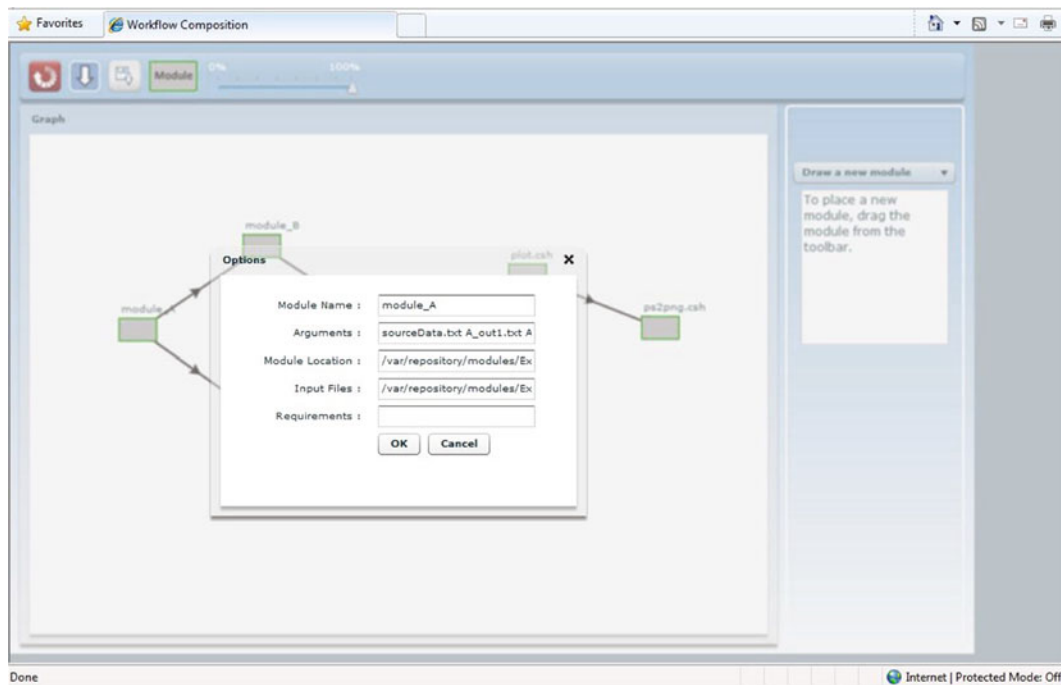 Favorites
Workflow Composition
Module
0%
100%
Graph
Draw a new module
To place a new
module, drag the
module from the
toolbar.
module_B
plot.csh
Options
module_A
ps2png.csh
Module Name :
module_A
Arguments :
sourceData.txt A_out1.txt A
Module Location :
/var/repository/modules/Ex
Input Files :
/var/repository/modules/Ex
Requirements :
OK
Cancel
Done
Internet | Protected Mode: Off